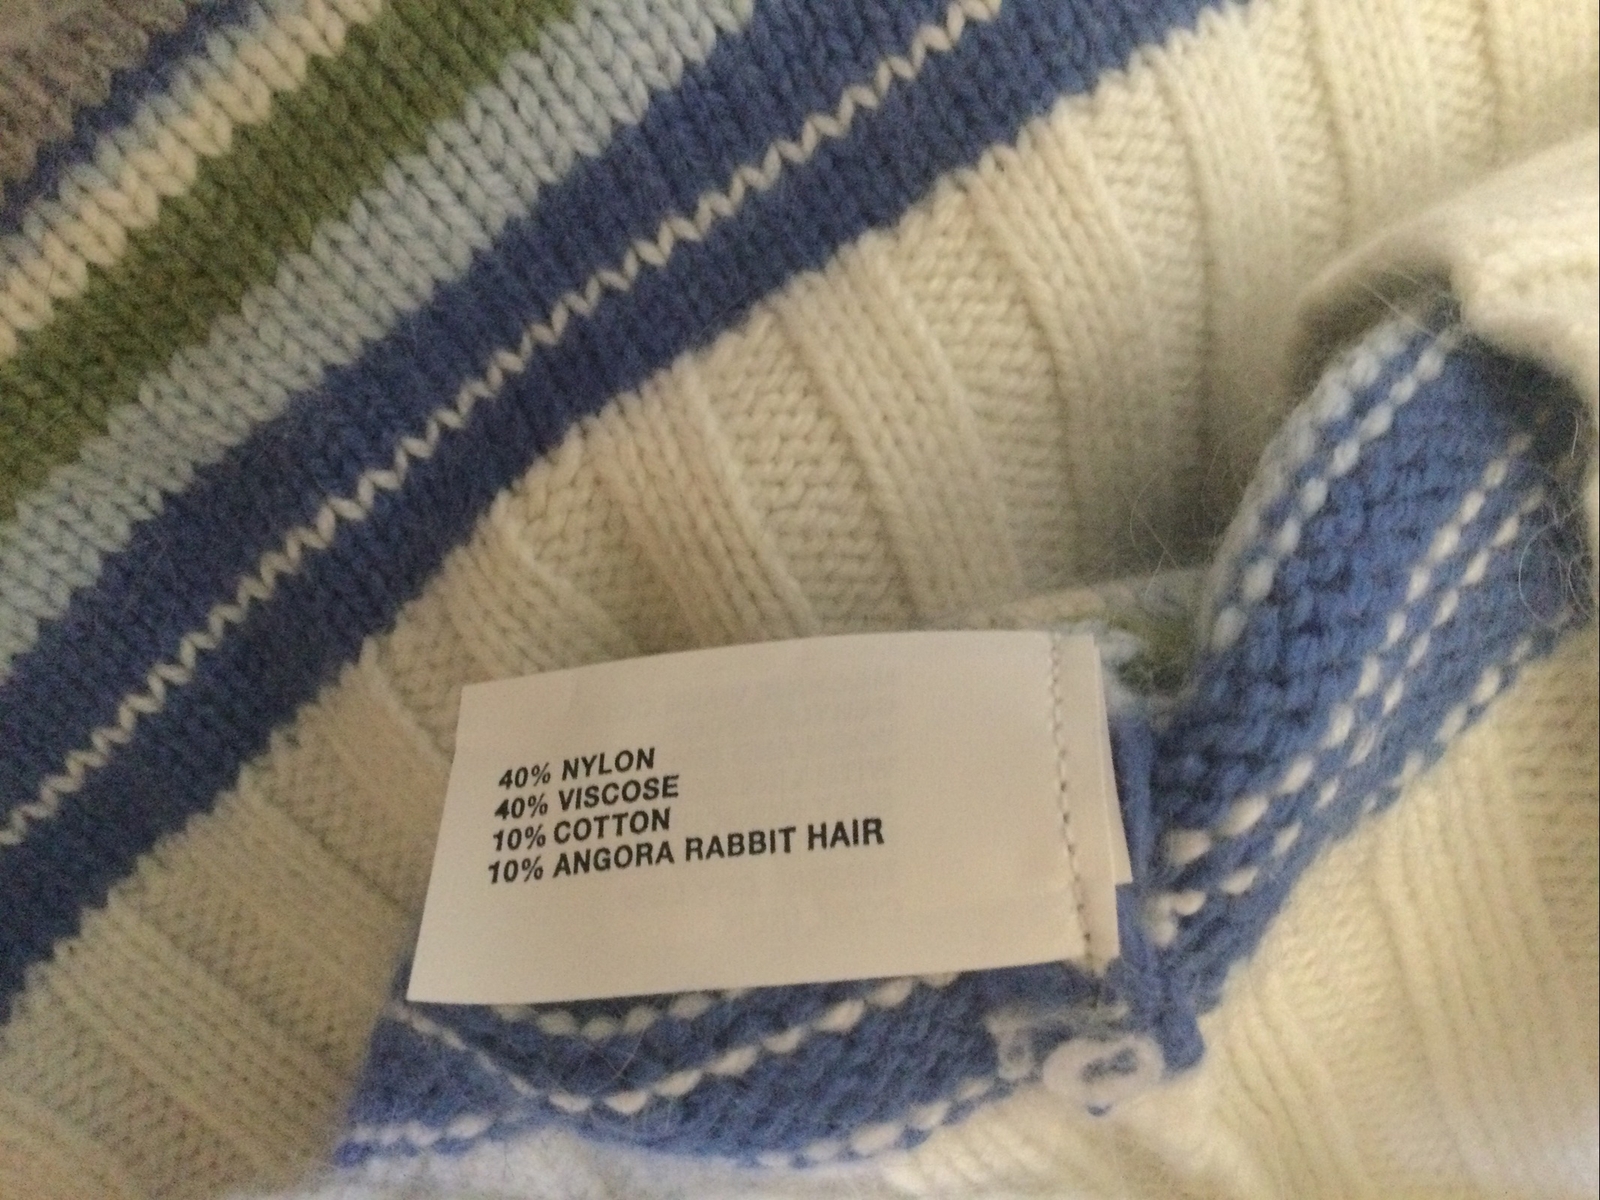 40% NYLON
40% VISCOSE
10% COTTON
10% ANGORA RABBIT HAIR